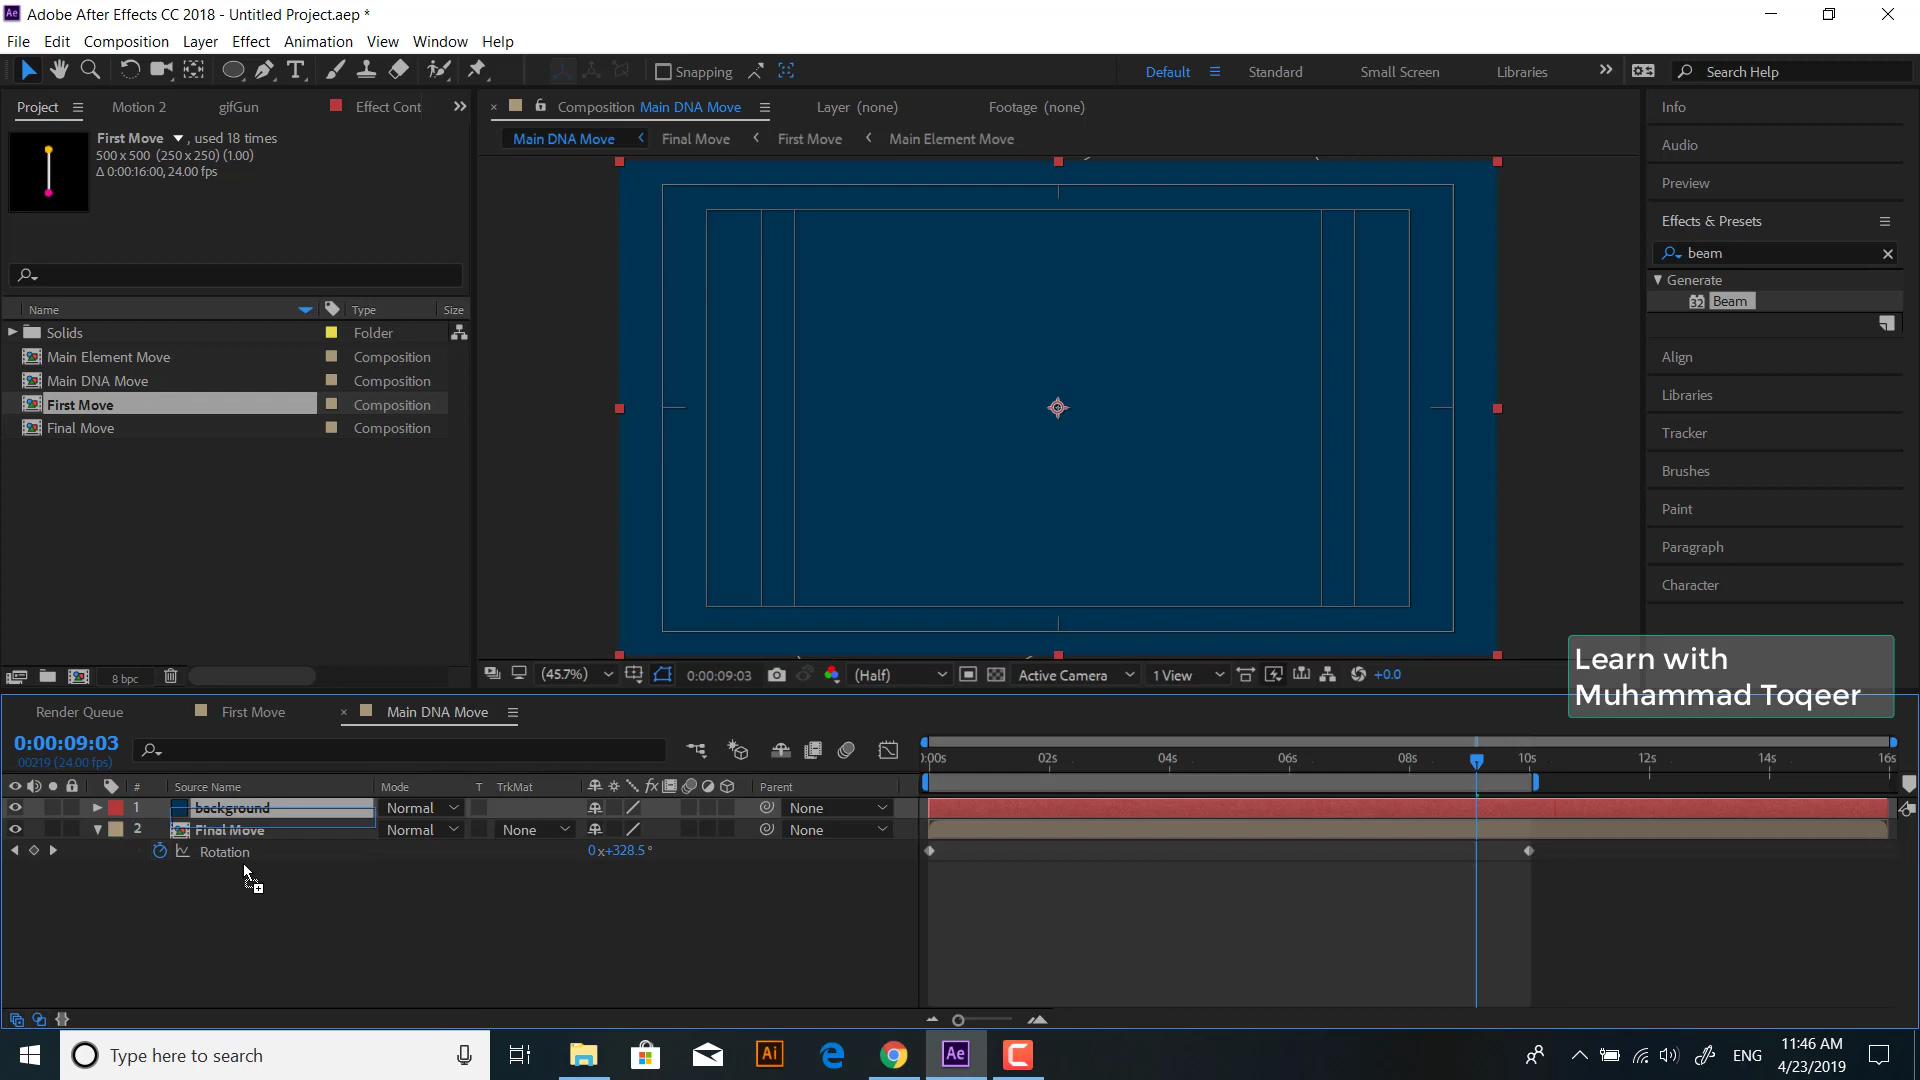 Adobe After Effects CC 2018 - Untitled Project.aep *
File Edit Composition Layer Effect Animation View Window Help
Snapping
Default Standard Small Screen Libraries Search Help
Project Motion 2 gifGun Effect Cont
Composition Main DNA Move Layer (none) Footage (none)
Info
First Move , used 18 times
500 x 500 (250 x 250) (1.00)
Δ 0:00:16:00, 24.00 fps
Main DNA Move Final Move First Move Main Element Move
Audio
Preview
Effects & Presets
beam
Generate
32 Beam
Name Type Size
Solids Folder
Main Element Move Composition
Main DNA Move Composition
First Move Composition
Final Move Composition
Align
Libraries
Tracker
Brushes
Paint
Paragraph
Character
8 bpc
(45.7%) 0:00:09:03 (Half) Active Camera 1 View +0.0
Learn with
Muhammad Toqeer
Render Queue First Move Main DNA Move
0:00:09:03
00219 (24.00 fps)
0:00s 02s 04s 06s 08s 10s 12s 14s 16s
# Source Name Mode T TrkMat fx Parent
1 background Normal None
2 Final Move Normal None None
Rotation 0x+328.5°
Type here to search
Ai
Ae
ENG
11:46 AM
4/23/2019